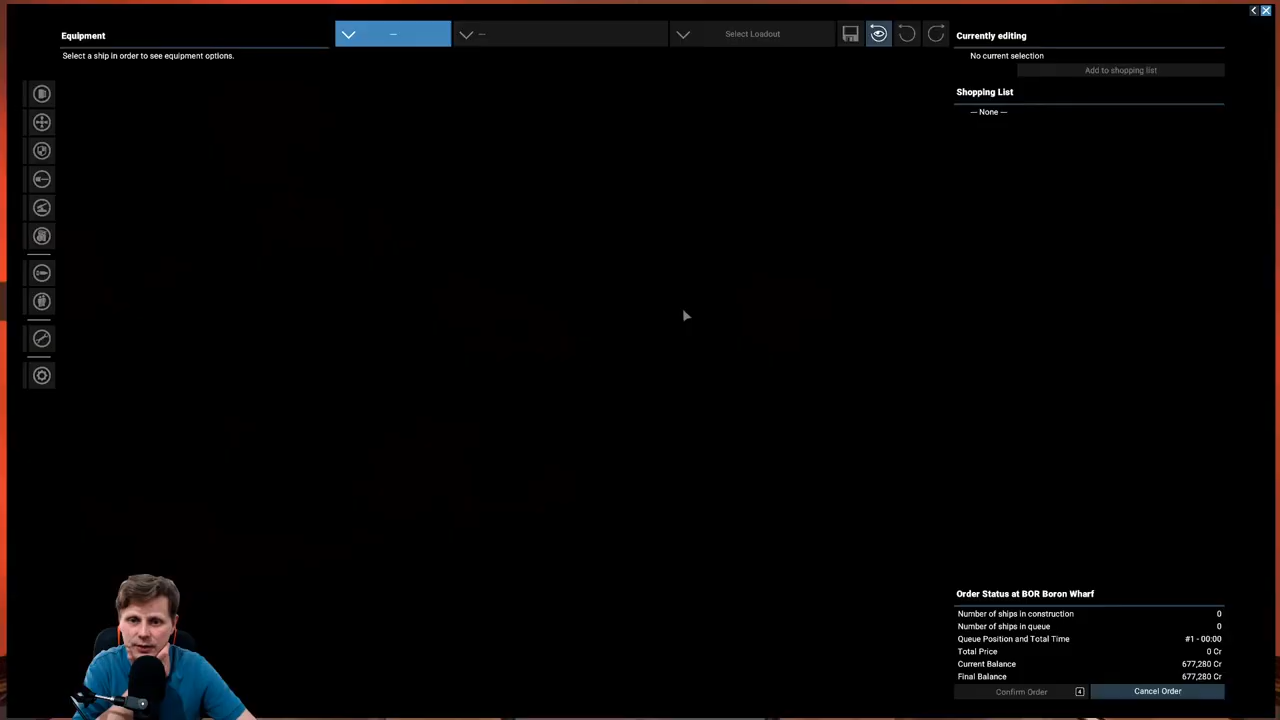 Equipment
Select a ship in order to see equipment options.
—
—
Select Loadout
Currently editing
No current selection
Add to shopping list
Shopping List
— None —
Order Status at BOR Boron Wharf
Number of ships in construction 0
Number of ships in queue 0
Queue Position and Total Time #1 - 00:00
Total Price 0 Cr
Current Balance 677,280 Cr
Final Balance 677,280 Cr
Confirm Order 4 Cancel Order